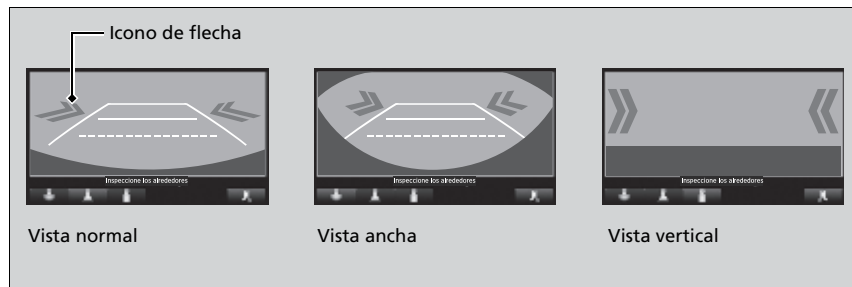 Icono de flecha
Inspeccione los alrededores
Inspeccione los alrededores
Inspeccione los alrededores
Vista normal
Vista ancha
Vista vertical